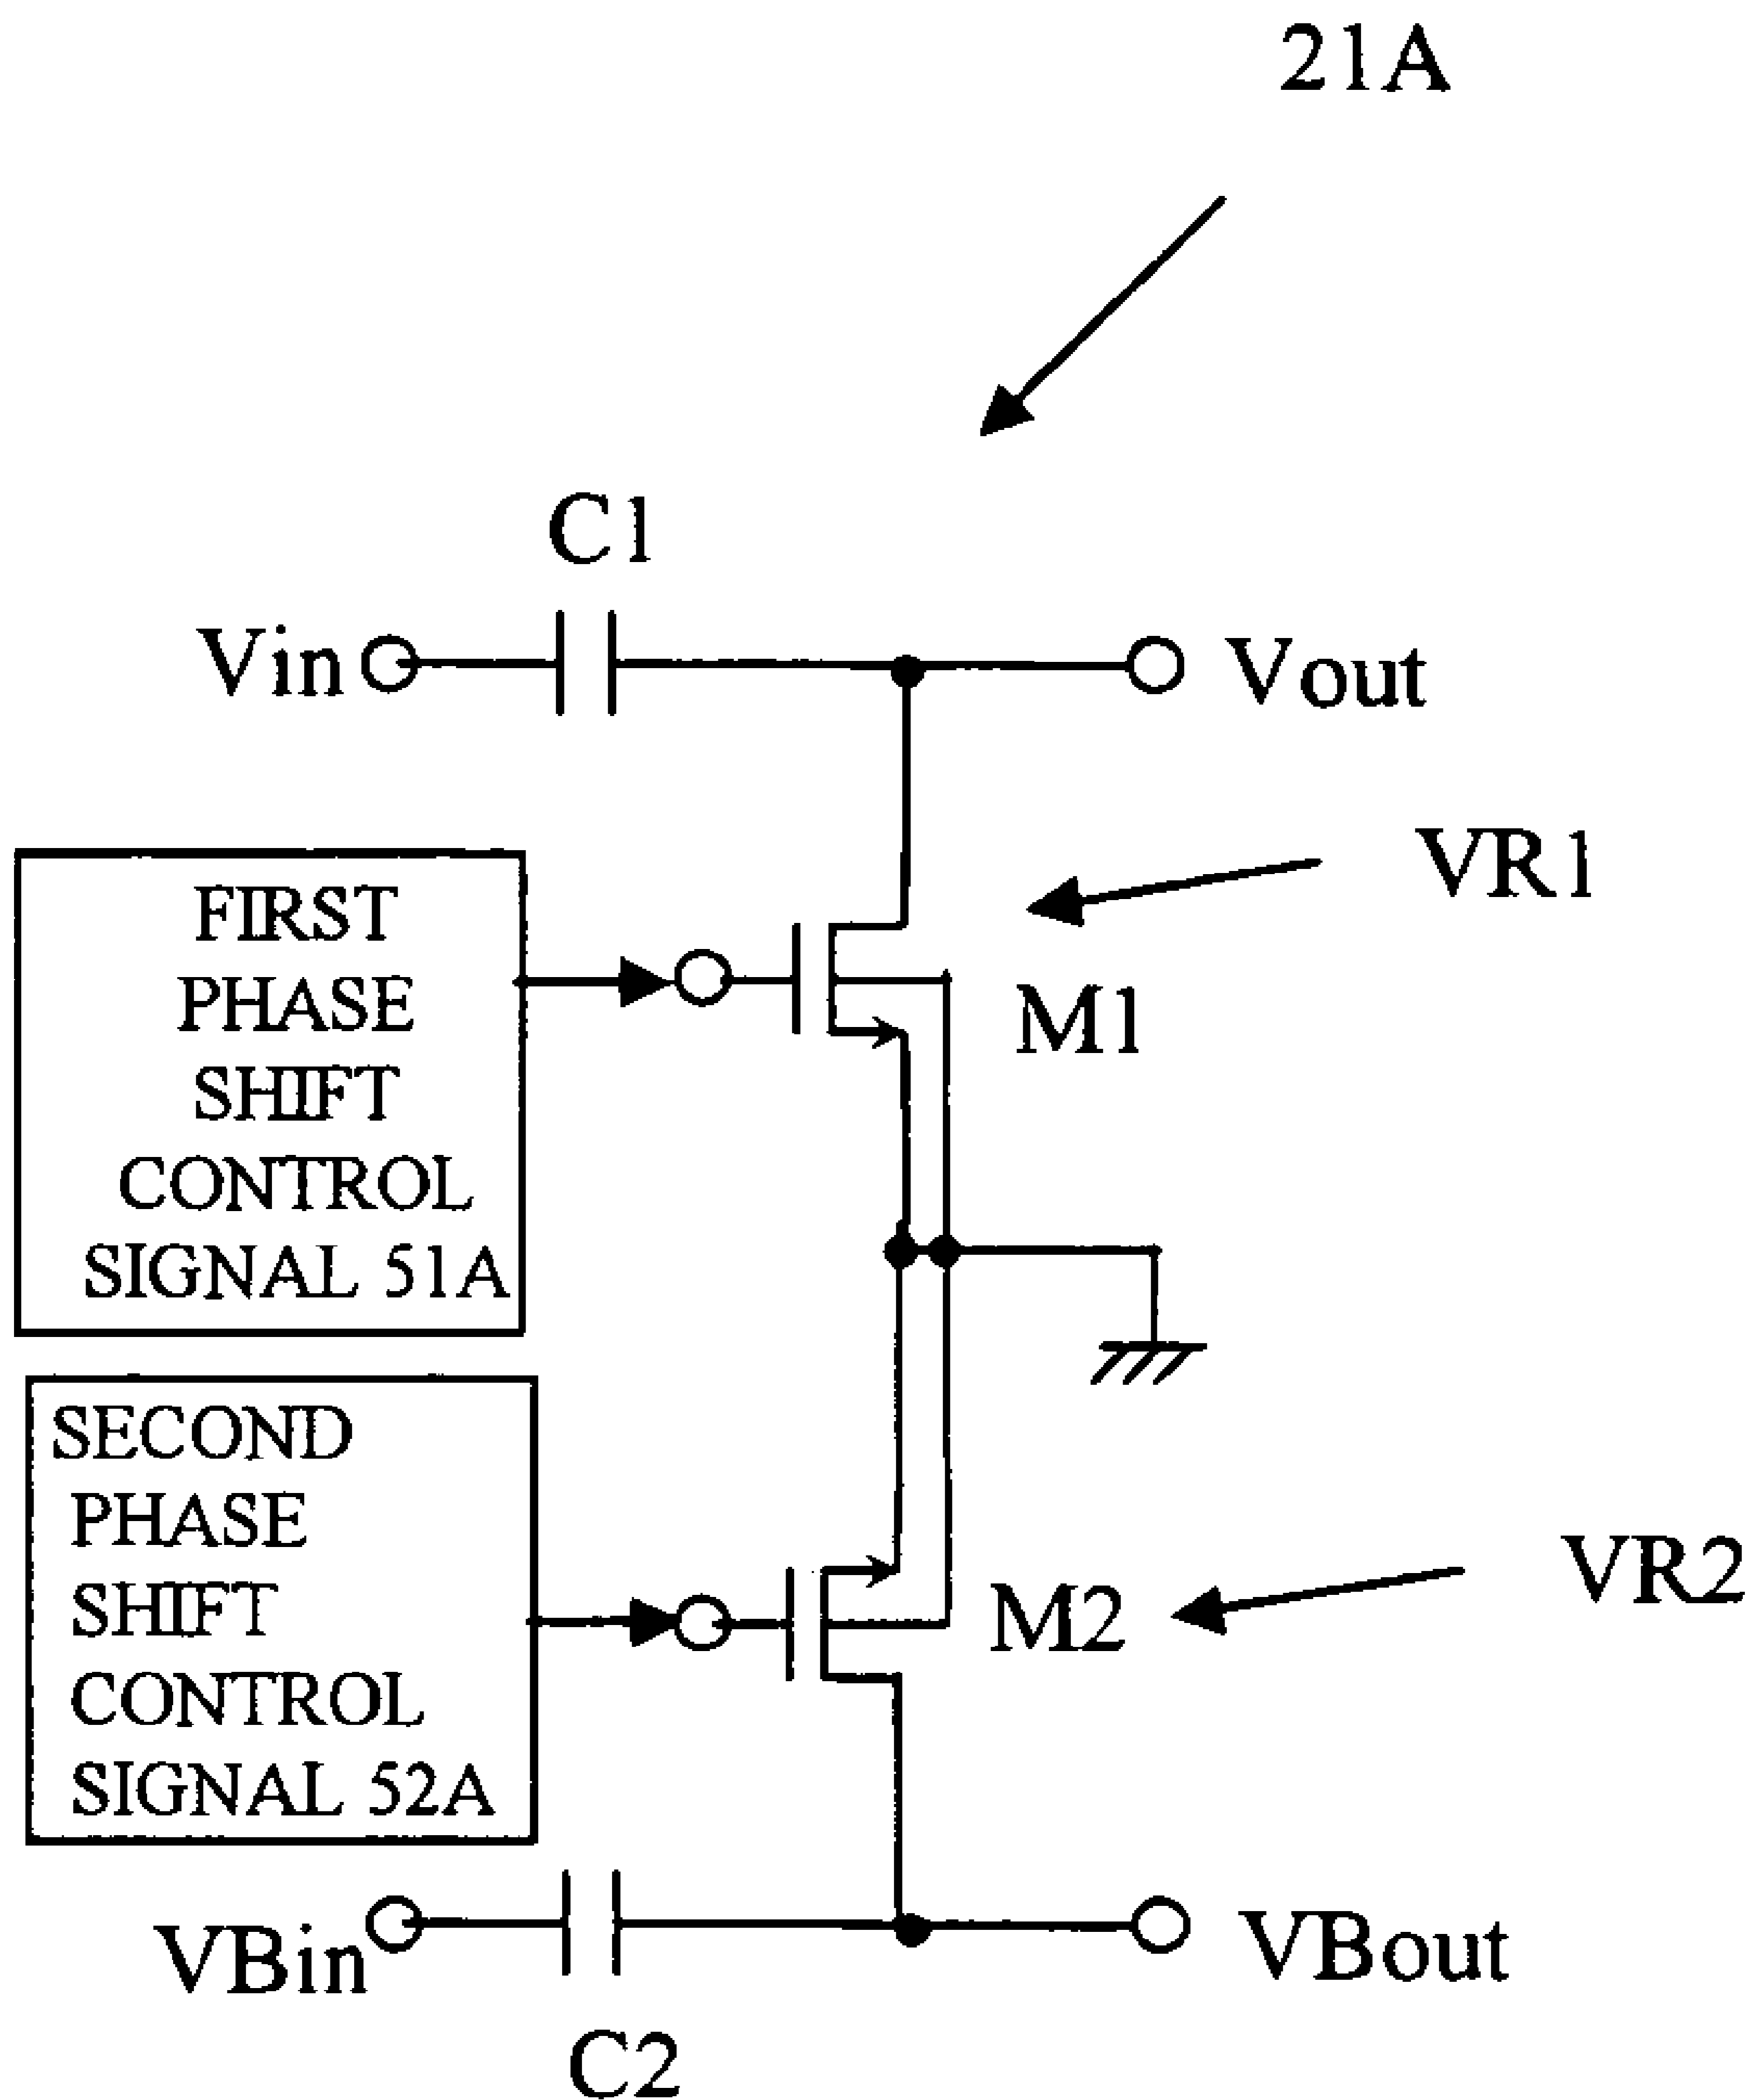 21A
C1
Vin
Vout
VR1
FIRST
PHASE
SHIFT
CONTROL
SIGNAL 51A
M1
SECOND
PHASE
SHIFT
CONTROL
SIGNAL 52A
M2
VR2
VBin
VBout
C2